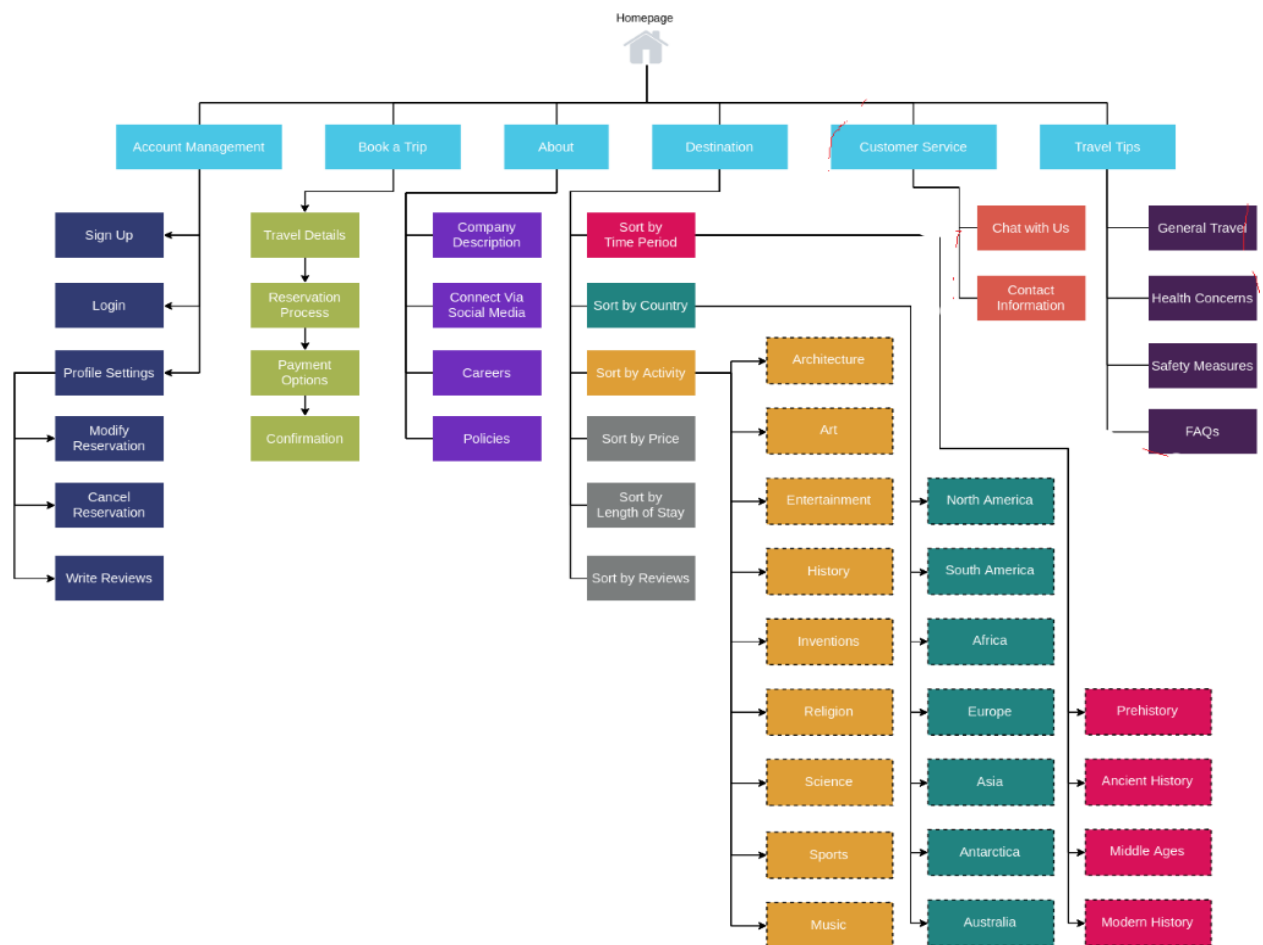 Homepage
Account Management
Book a Trip
About
Destination
Customer Service
Travel Tips
Sign Up
Login
Profile Settings
Modify
Reservation
Cancel
Reservation
Write Reviews
Travel Details
Reservation
Process
Payment
Options
Confirmation
Company
Description
Connect Via
Social Media
Careers
Policies
Sort by
Time Period
Sort by Country
Sort by Activity
Sort by Price
Sort by
Length of Stay
Sort by Reviews
Architecture
Art
Entertainment
History
Inventions
Religion
Science
Sports
Music
North America
South America
Africa
Europe
Asia
Antarctica
Australia
Prehistory
Ancient History
Middle Ages
Modern History
Chat with Us
Contact
Information
General Travel
Health Concerns
Safety Measures
FAQs